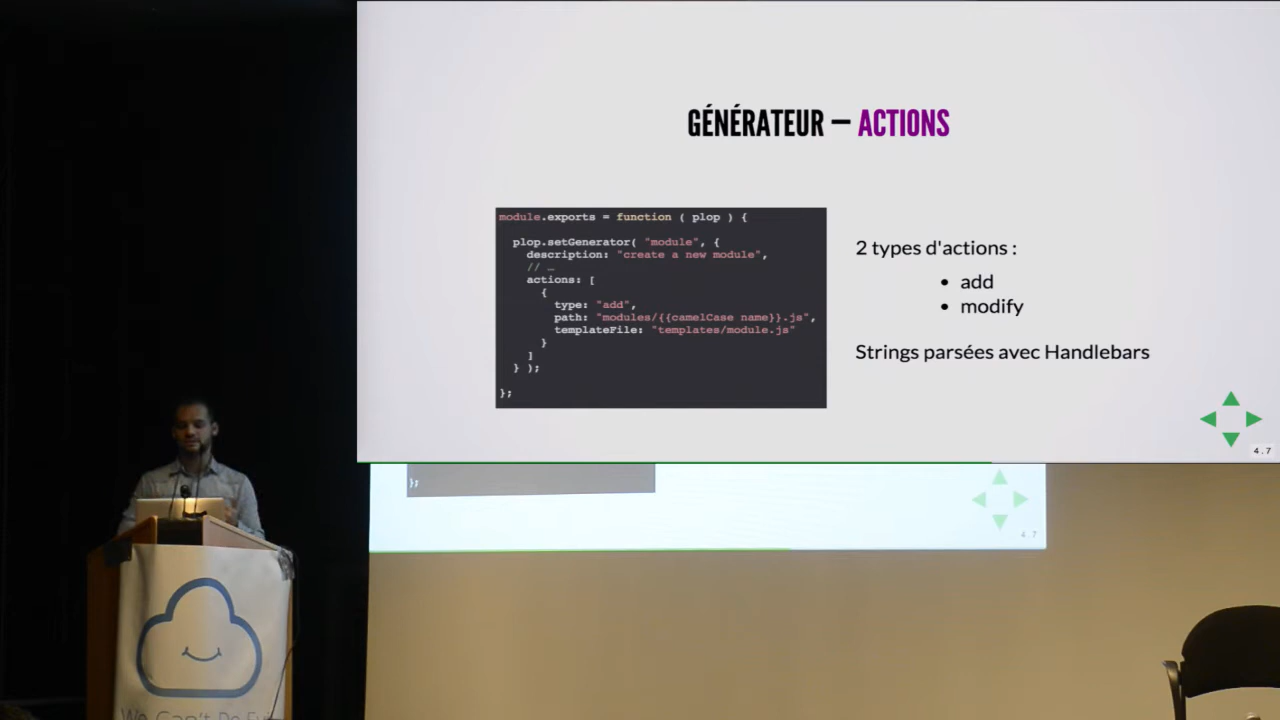 GÉNÉRATEUR – ACTIONS
module.exports = function ( plop ) {
plop.setGenerator( "module", {
description: "create a new module",
// …
actions: [
{
type: "add",
path: "modules/{{camelCase name}}.js",
templateFile: "templates/module.js"
}
]
} );
};
2 types d'actions :
• add
• modify
Strings parsées avec Handlebars
4.7
};
4.7
We Can't Be